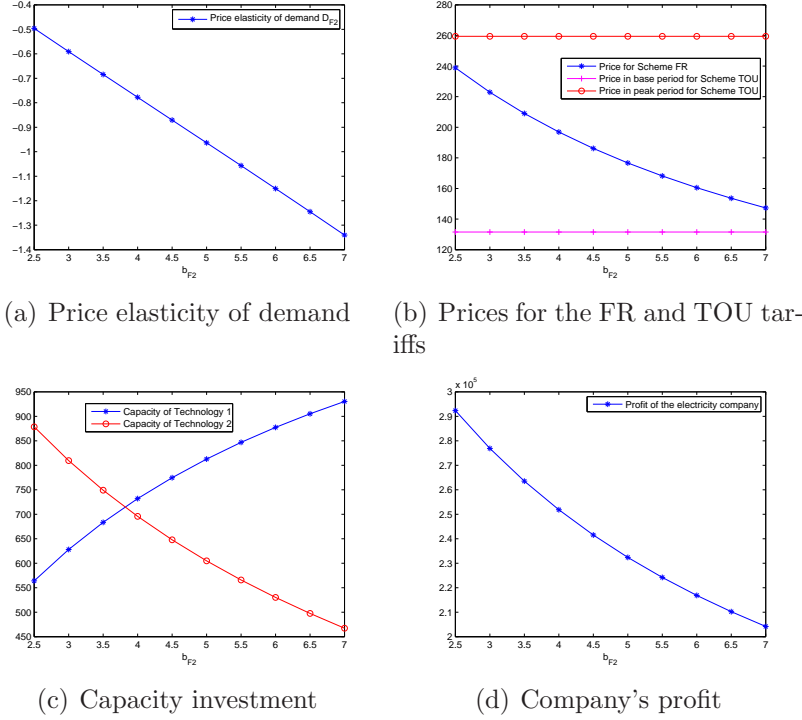 −0.4
−0.5
−0.6
−0.7
−0.8
−0.9
−1
−1.1
−1.2
−1.3
−1.4
2.5 3 3.5 4 4.5 5 5.5 6 6.5 7
b_F2
Price elasticity of demand D_F2
(a) Price elasticity of demand
280
260
240
220
200
180
160
140
120
2.5 3 3.5 4 4.5 5 5.5 6 6.5 7
b_F2
Price for Scheme FR
Price in base period for Scheme TOU
Price in peak period for Scheme TOU
(b) Prices for the FR and TOU tar-
iffs
950
900
850
800
750
700
650
600
550
500
450
2.5 3 3.5 4 4.5 5 5.5 6 6.5 7
b_F2
Capacity of Technology 1
Capacity of Technology 2
(c) Capacity investment
3 x 10^5
2.9
2.8
2.7
2.6
2.5
2.4
2.3
2.2
2.1
2
2.5 3 3.5 4 4.5 5 5.5 6 6.5 7
b_F2
Profit of the electricity company
(d) Company's profit